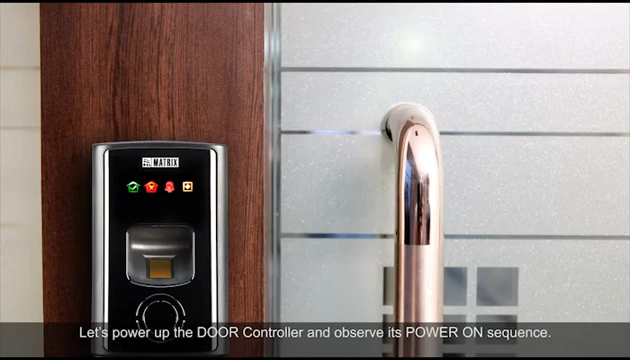 MATRIX
Let's power up the DOOR Controller and observe its POWER ON sequence.